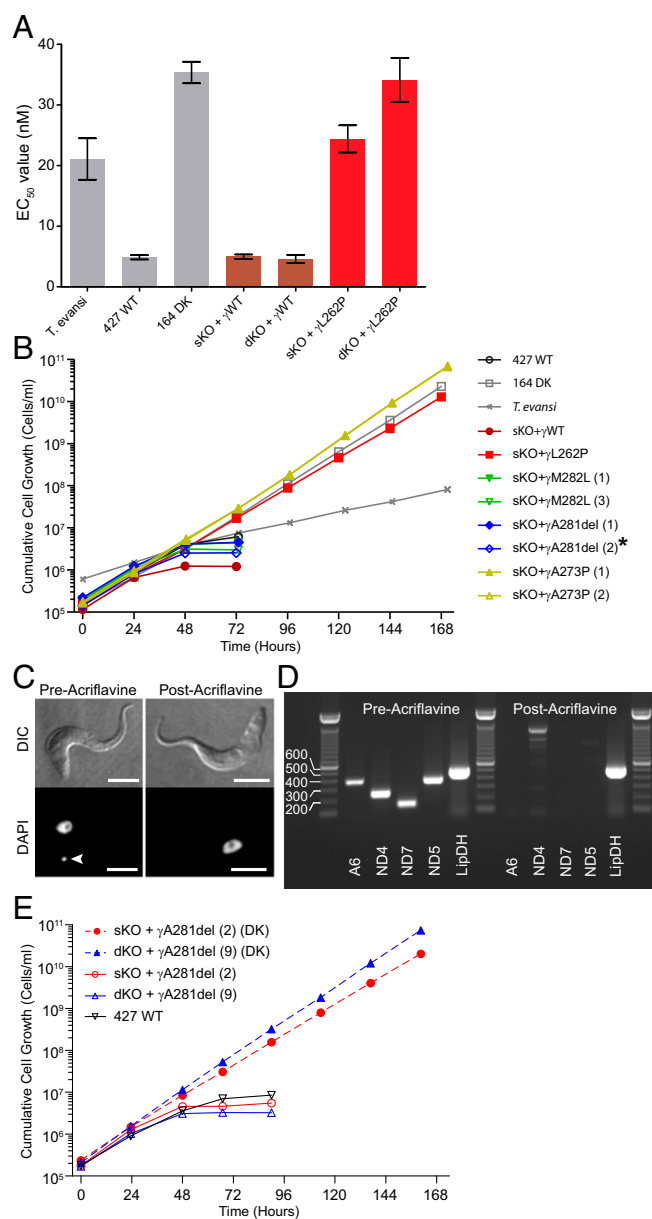 A
EC50 value (nM)
40
30
20
10
0
T. evansi
427 WT
164 DK
sKO + γWT
dKO + γWT
sKO + γL262P
dKO + γL262P
B
Cumulative Cell Growth (Cells/ml)
10^11
10^10
10^9
10^8
10^7
10^6
10^5
0 24 48 72 96 120 144 168
Time (Hours)
427 WT
164 DK
T. evansi
sKO+γWT
sKO+γL262P
sKO+γM282L (1)
sKO+γM282L (3)
sKO+γA281del (1)
sKO+γA281del (2)*
sKO+γA273P (1)
sKO+γA273P (2)
C
Pre-Acriflavine Post-Acriflavine
DIC
DAPI
D
Pre-Acriflavine Post-Acriflavine
600
500
400
300
200
A6 ND4 ND7 ND5 LipDH A6 ND4 ND7 ND5 LipDH
E
Cumulative Cell Growth (Cells/ml)
10^11
10^10
10^9
10^8
10^7
10^6
10^5
sKO + γA281del (2) (DK)
dKO + γA281del (9) (DK)
sKO + γA281del (2)
dKO + γA281del (9)
427 WT
0 24 48 72 96 120 144 168
Time (Hours)